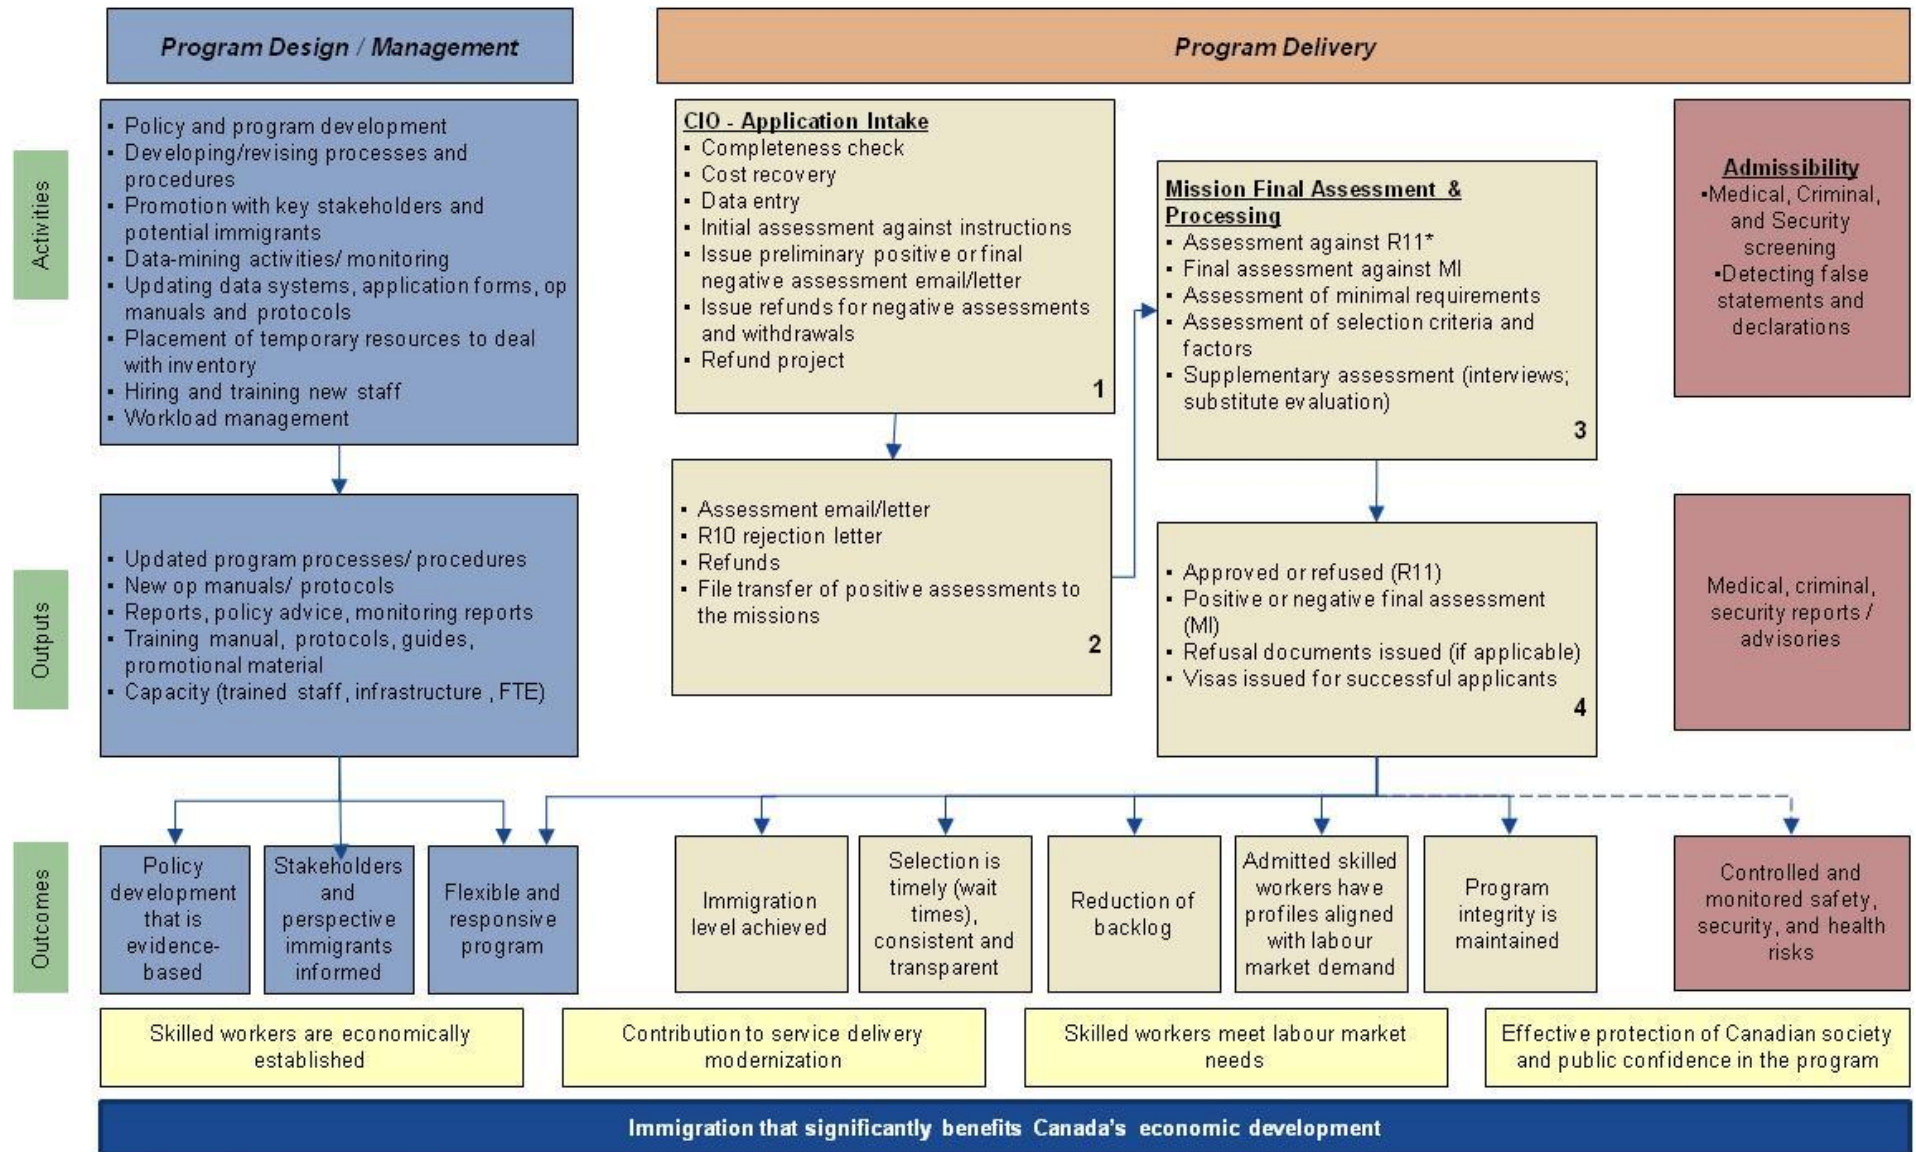 Program Design / Management
Program Delivery
Activities
▪ Policy and program development
▪ Developing/revising processes and
procedures
▪ Promotion with key stakeholders and
potential immigrants
▪ Data-mining activities/ monitoring
▪ Updating data systems, application forms, op
manuals and protocols
▪ Placement of temporary resources to deal
with inventory
▪ Hiring and training new staff
▪ Workload management
CIO - Application Intake
▪ Completeness check
▪ Cost recovery
▪ Data entry
▪ Initial assessment against instructions
▪ Issue preliminary positive or final
negative assessment email/letter
▪ Issue refunds for negative assessments
and withdrawals
▪ Refund project
1
Mission Final Assessment &
Processing
▪ Assessment against R11*
▪ Final assessment against MI
▪ Assessment of minimal requirements
▪ Assessment of selection criteria and
factors
▪ Supplementary assessment (interviews;
substitute evaluation)
3
Admissibility
▪Medical, Criminal,
and Security
screening
▪Detecting false
statements and
declarations
Outputs
▪ Updated program processes/ procedures
▪ New op manuals/ protocols
▪ Reports, policy advice, monitoring reports
▪ Training manual, protocols, guides,
promotional material
▪ Capacity (trained staff, infrastructure , FTE)
▪ Assessment email/letter
▪ R10 rejection letter
▪ Refunds
▪ File transfer of positive assessments to
the missions
2
▪ Approved or refused (R11)
▪ Positive or negative final assessment
(MI)
▪ Refusal documents issued (if applicable)
▪ Visas issued for successful applicants
4
Medical, criminal,
security reports /
advisories
Outcomes
Policy
development
that is
evidence-
based
Stakeholders
and
perspective
immigrants
informed
Flexible and
responsive
program
Immigration
level achieved
Selection is
timely (wait
times),
consistent and
transparent
Reduction of
backlog
Admitted skilled
workers have
profiles aligned
with labour
market demand
Program
integrity is
maintained
Controlled and
monitored safety,
security, and health
risks
Skilled workers are economically
established
Contribution to service delivery
modernization
Skilled workers meet labour market
needs
Effective protection of Canadian society
and public confidence in the program
Immigration that significantly benefits Canada's economic development